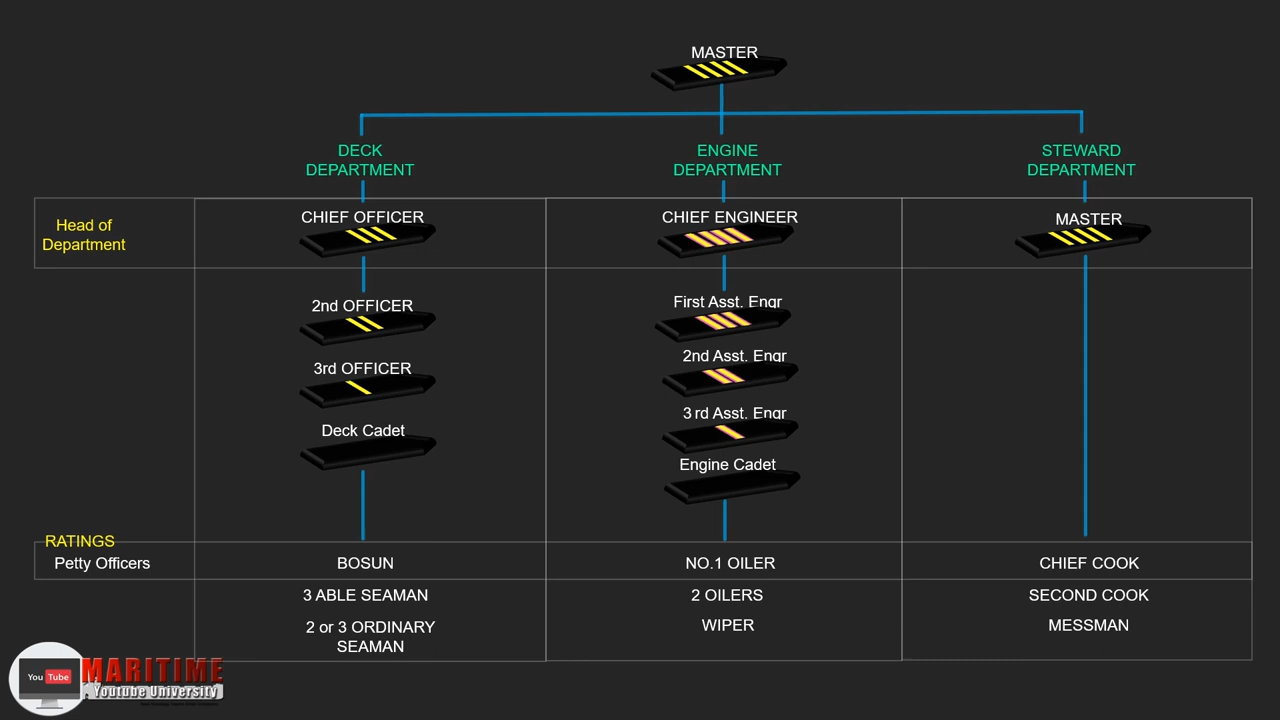 MASTER
DECK
DEPARTMENT
ENGINE
DEPARTMENT
STEWARD
DEPARTMENT
Head of
Department
CHIEF OFFICER
CHIEF ENGINEER
MASTER
2nd OFFICER
First Asst. Engr
3rd OFFICER
2nd Asst. Engr
Deck Cadet
3 rd Asst. Engr
Engine Cadet
RATINGS
Petty Officers
BOSUN
NO.1 OILER
CHIEF COOK
3 ABLE SEAMAN
2 OILERS
SECOND COOK
2 or 3 ORDINARY
SEAMAN
WIPER
MESSMAN
YouTube
MARITIME
Youtube University